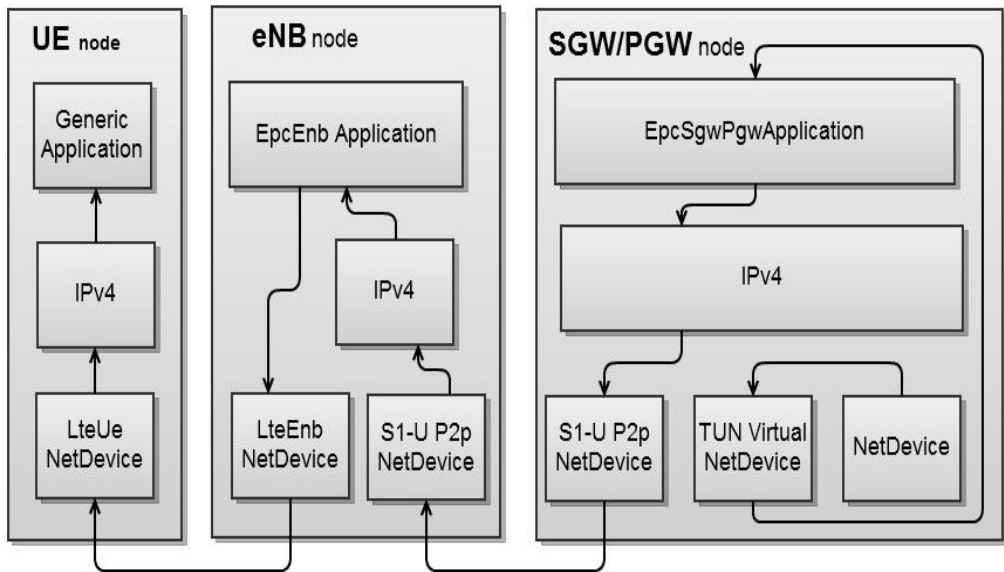 UE node
Generic
Application
IPv4
LteUe
NetDevice
eNB node
EpcEnb Application
IPv4
LteEnb
NetDevice
S1-U P2p
NetDevice
SGW/PGW node
EpcSgwPgwApplication
IPv4
S1-U P2p
NetDevice
TUN Virtual
NetDevice
NetDevice